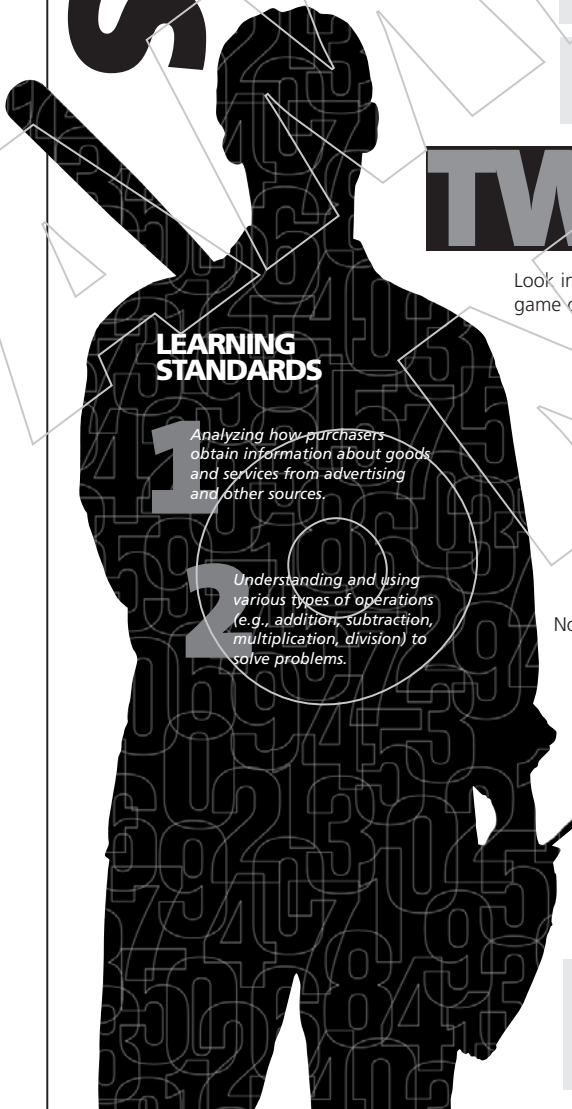 S
TW
Look in
game
LEARNING
STANDARDS
1
Analyzing how purchasers
obtain information about goods
and services from advertising
and other sources.
2
Understanding and using
various types of operations
(e.g., addition, subtraction,
multiplication, division) to
solve problems.
No